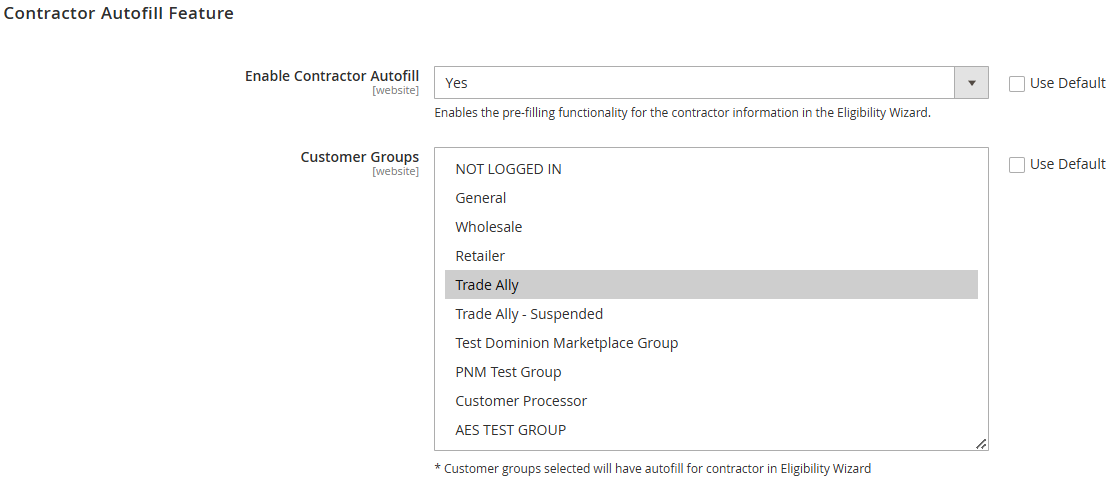 Contractor Autofill Feature
Enable Contractor Autofill
[website]
Yes
Use Default
Enables the pre-filling functionality for the contractor information in the Eligibility Wizard.
Customer Groups
[website]
NOT LOGGED IN
Use Default
General
Wholesale
Retailer
Trade Ally
Trade Ally - Suspended
Test Dominion Marketplace Group
PNM Test Group
Customer Processor
AES TEST GROUP
* Customer groups selected will have autofill for contractor in Eligibility Wizard